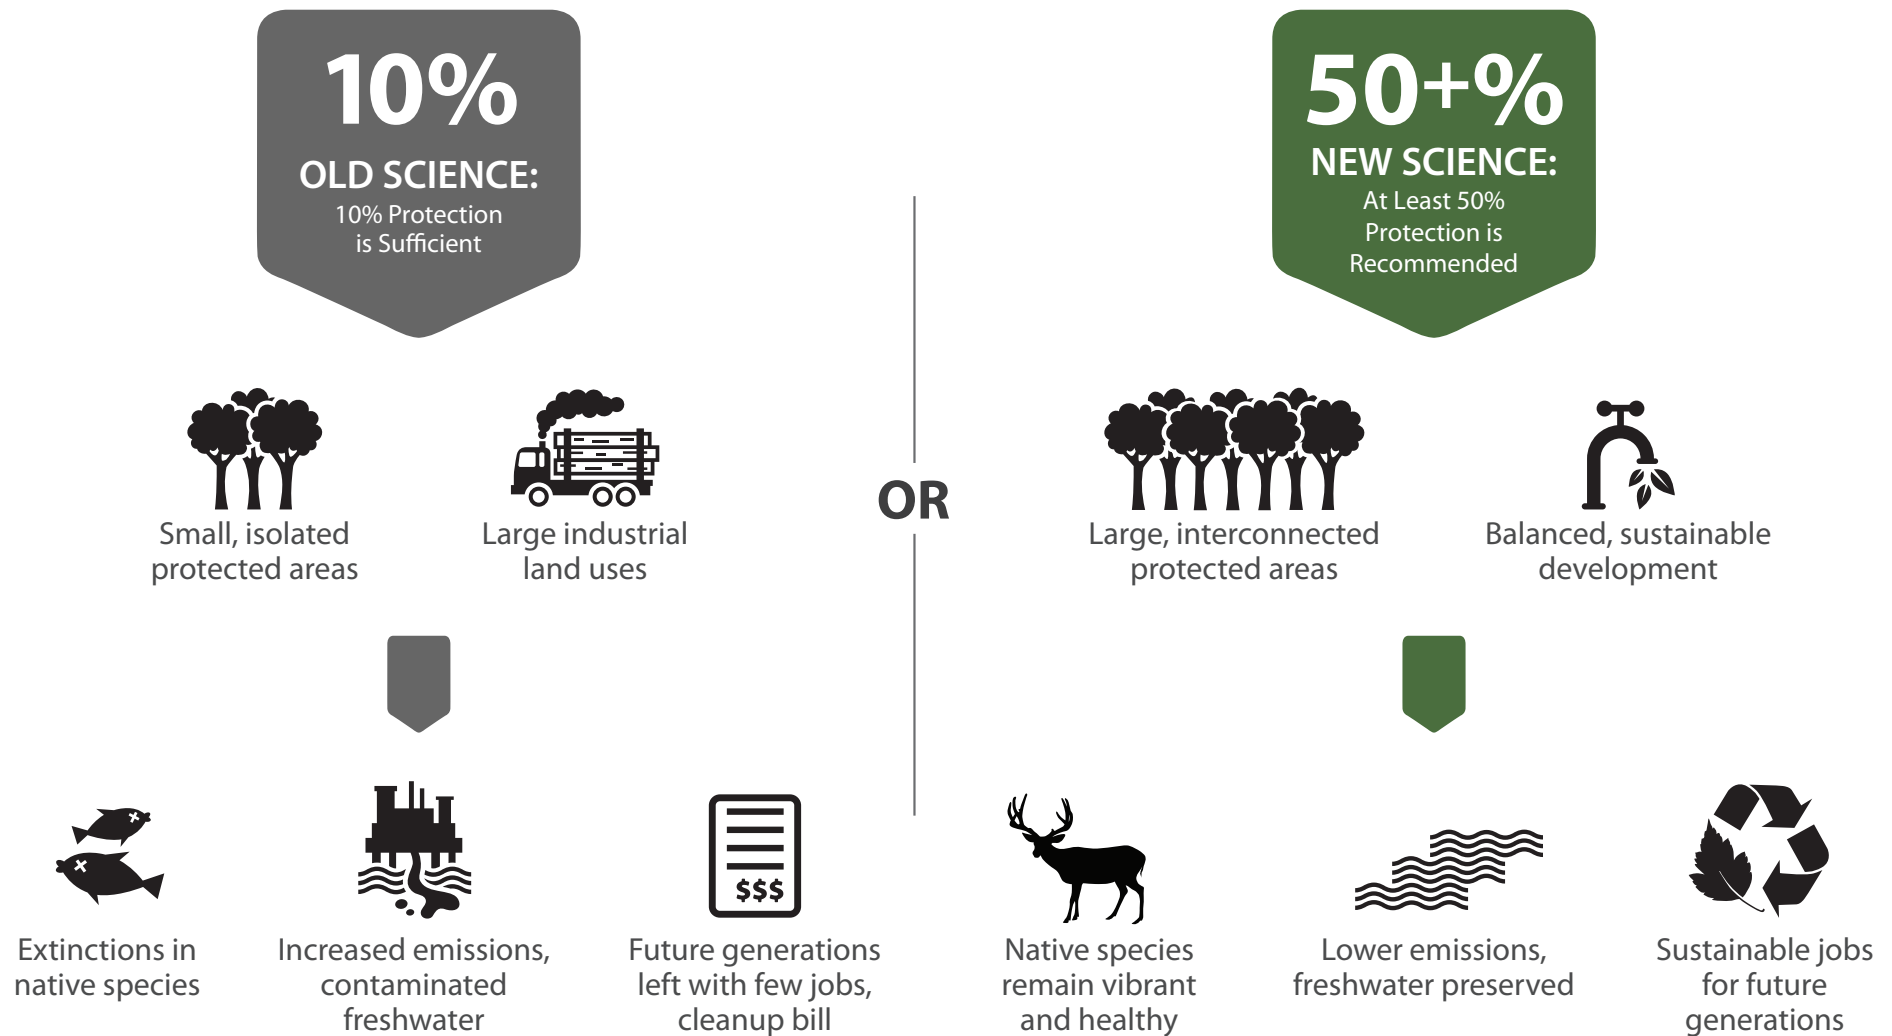 10%
OLD SCIENCE:
10% Protection
is Sufficient
Small, isolated
protected areas
Large industrial
land uses
$$$
Extinctions in
native species
Increased emissions,
contaminated
freshwater
Future generations
left with few jobs,
cleanup bill
OR
50+%
NEW SCIENCE:
At Least 50%
Protection is
Recommended
Large, interconnected
protected areas
Balanced, sustainable
development
Native species
remain vibrant
and healthy
Lower emissions,
freshwater preserved
Sustainable jobs
for future
generations